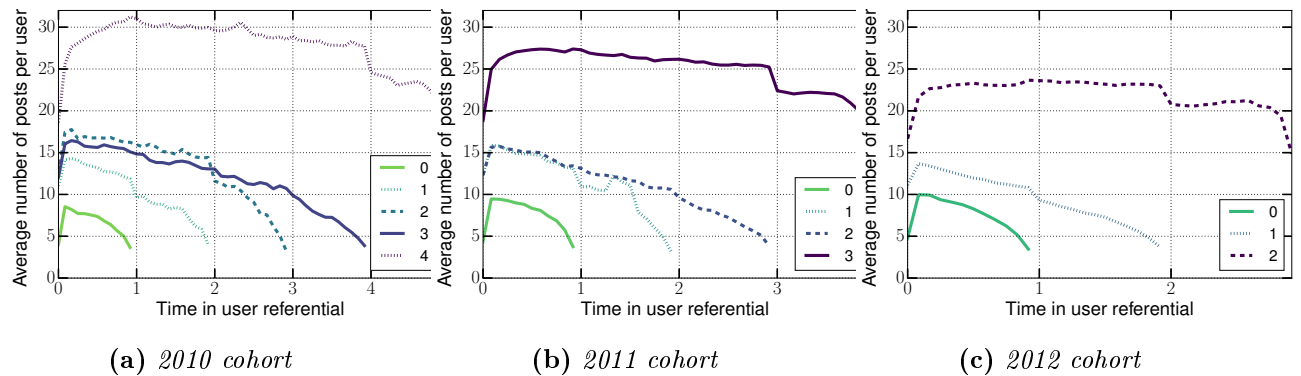 Average number of posts per user
30
25
20
15
10
5
0
0 1 2 3 4
Time in user referential
0
1
2
3
4
(a) 2010 cohort
Average number of posts per user
30
25
20
15
10
5
0
0 1 2 3
Time in user referential
0
1
2
3
(b) 2011 cohort
Average number of posts per user
30
25
20
15
10
5
0
0 1 2
Time in user referential
0
1
2
(c) 2012 cohort